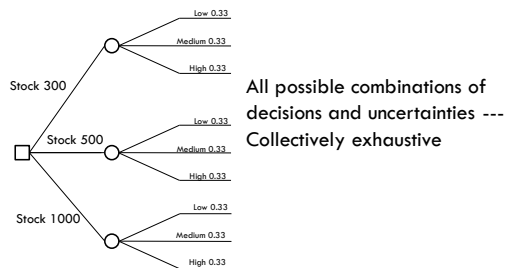 Low 0.33
Medium 0.33
High 0.33
Stock 300
All possible combinations of
decisions and uncertainties ---
Collectively exhaustive
Low 0.33
Stock 500
Medium 0.33
High 0.33
Low 0.33
Stock 1000
Medium 0.33
High 0.33